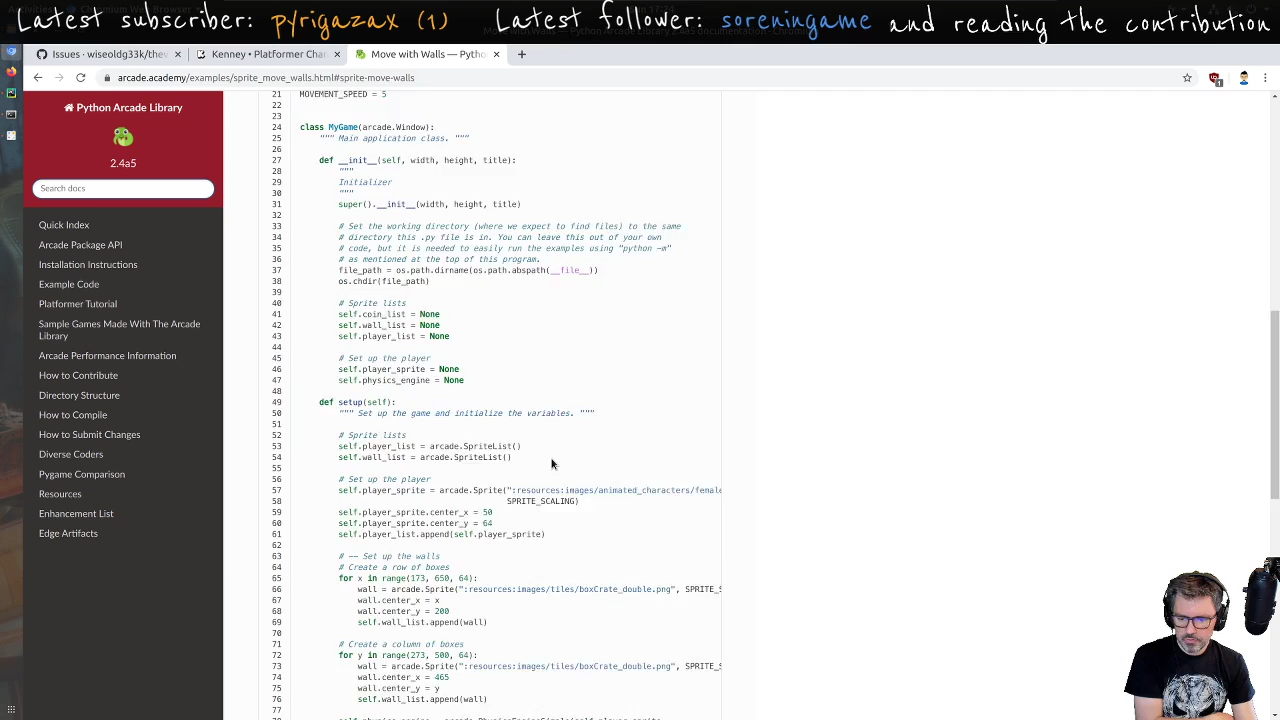 Latest subscriber: pyrigazax (1)
Latest follower: soreningame
and reading the contribution
Issues · wiseoldg33k/thev
Kenney • Platformer Cha
Move with Walls — Pytho
arcade.academy/examples/sprite_move_walls.html#sprite-move-walls
Python Arcade Library
2.4a5
Search docs
Quick Index
Arcade Package API
Installation Instructions
Example Code
Platformer Tutorial
Sample Games Made With The Arcade
Library
Arcade Performance Information
How to Contribute
Directory Structure
How to Compile
How to Submit Changes
Diverse Coders
Pygame Comparison
Resources
Enhancement List
Edge Artifacts
21 MOVEMENT_SPEED = 5
22
23
24 class MyGame(arcade.Window):
25     """ Main application class. """
26
27     def __init__(self, width, height, title):
28         """
29         Initializer
30         """
31         super().__init__(width, height, title)
32
33         # Set the working directory (where we expect to find files) to the same
34         # directory this .py file is in. You can leave this out of your own
35         # code, but it is needed to easily run the examples using "python -m"
36         # as mentioned at the top of this program.
37         file_path = os.path.dirname(os.path.abspath(__file__))
38         os.chdir(file_path)
39
40         # Sprite lists
41         self.coin_list = None
42         self.wall_list = None
43         self.player_list = None
44
45         # Set up the player
46         self.player_sprite = None
47         self.physics_engine = None
48
49     def setup(self):
50         """ Set up the game and initialize the variables. """
51
52         # Sprite lists
53         self.player_list = arcade.SpriteList()
54         self.wall_list = arcade.SpriteList()
55
56         # Set up the player
57         self.player_sprite = arcade.Sprite(":resources:images/animated_characters/female
58                                            SPRITE_SCALING)
59         self.player_sprite.center_x = 50
60         self.player_sprite.center_y = 64
61         self.player_list.append(self.player_sprite)
62
63         # -- Set up the walls
64         # Create a row of boxes
65         for x in range(173, 650, 64):
66             wall = arcade.Sprite(":resources:images/tiles/boxCrate_double.png", SPRITE_S
67             wall.center_x = x
68             wall.center_y = 200
69             self.wall_list.append(wall)
70
71         # Create a column of boxes
72         for y in range(273, 500, 64):
73             wall = arcade.Sprite(":resources:images/tiles/boxCrate_double.png", SPRITE_S
74             wall.center_x = 465
75             wall.center_y = y
76             self.wall_list.append(wall)
77